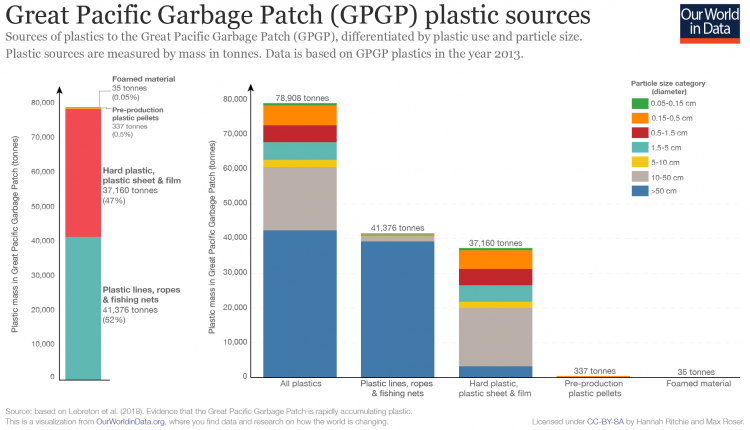 Great Pacific Garbage Patch (GPGP) plastic sources
Our World
in Data
Sources of plastics to the Great Pacific Garbage Patch (GPGP), differentiated by plastic use and particle size.
Plastic sources are measured by mass in tonnes. Data is based on GPGP plastics in the year 2013.
Foamed material
35 tonnes
(0.05%)
Pre-production
plastic pellets
337 tonnes
(0.5%)
Hard plastic,
plastic sheet & film
37,160 tonnes
(47%)
Plastic lines, ropes
& fishing nets
41,376 tonnes
(52%)
Plastic mass in Great Pacific Garbage Patch (tonnes)
80,000
70,000
60,000
50,000
40,000
30,000
20,000
10,000
0
Plastic mass in Great Pacific Garbage Patch (tonnes)
80,000
70,000
60,000
50,000
40,000
30,000
20,000
10,000
0
78,908 tonnes
41,376 tonnes
37,160 tonnes
337 tonnes
35 tonnes
All plastics
Plastic lines, ropes
& fishing nets
Hard plastic,
plastic sheet & film
Pre-production
plastic pellets
Foamed material
Particle size category
(diameter)
0.05-0.15 cm
0.15-0.5 cm
0.5-1.5 cm
1.5-5 cm
5-10 cm
10-50 cm
>50 cm
Source: based on Lebreton et al. (2018). Evidence that the Great Pacific Garbage Patch is rapidly accumulating plastic.
This is a visualization from OurWorldinData.org, where you find data and research on how the world is changing.
Licensed under CC-BY-SA by Hannah Ritchie and Max Roser.